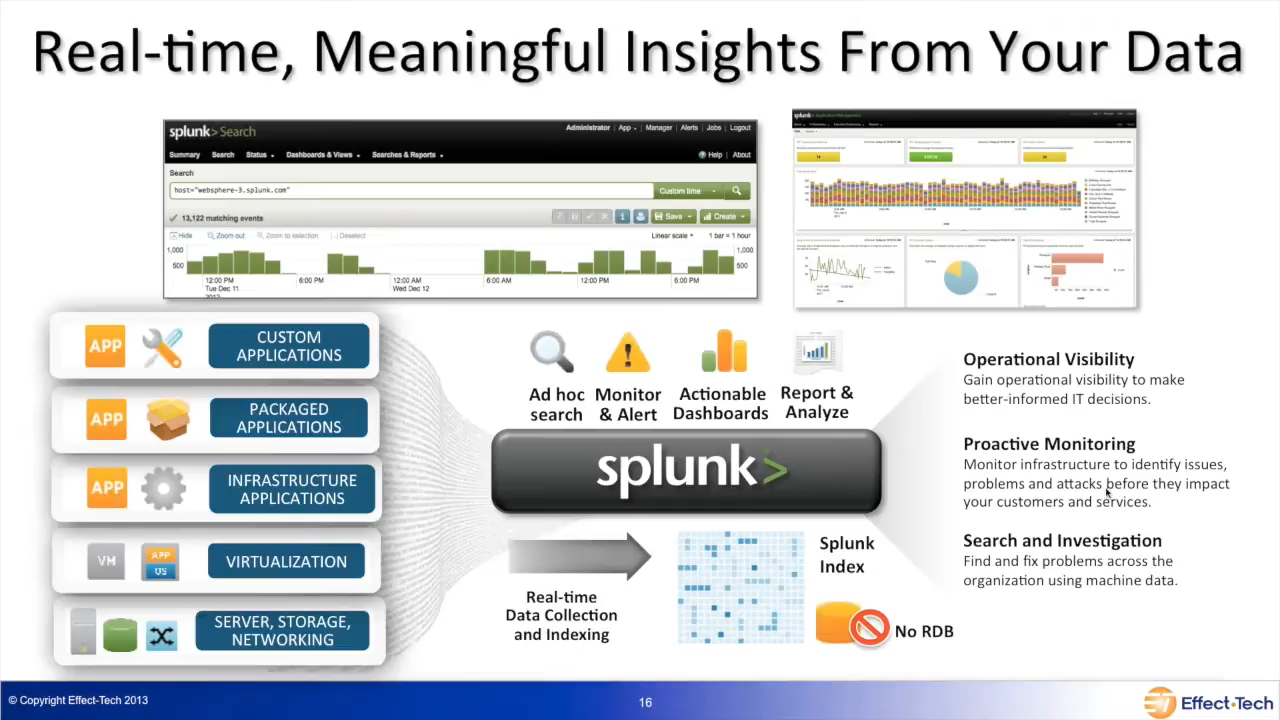 Real-time, Meaningful Insights From Your Data
splunk> Search
Administrator | App | Manager | Alerts | Jobs | Logout
Summary Search Status Dashboards & Views Searches & Reports
Help | About
Search
host="websphere-3.splunk.com"
Custom time
13,122 matching events
Save
Create
Hide Zoom out Zoom to selection Deselect
Linear scale 1 bar = 1 hour
1,000
500
1,000
500
12:00 PM
Tue Dec 11
6:00 PM
12:00 AM
Wed Dec 12
6:00 AM
12:00 PM
6:00 PM
APP
CUSTOM
APPLICATIONS
APP
PACKAGED
APPLICATIONS
APP
INFRASTRUCTURE
APPLICATIONS
VM
APP
VIRTUALIZATION
SERVER, STORAGE,
NETWORKING
Ad hoc
search
Monitor
& Alert
Actionable
Dashboards
Report &
Analyze
splunk>
Real-time
Data Collection
and Indexing
Splunk
Index
No RDB
Operational Visibility
Gain operational visibility to make
better-informed IT decisions.
Proactive Monitoring
Monitor infrastructure to identify issues,
problems and attacks before they impact
your customers and services.
Search and Investigation
Find and fix problems across the
organization using machine data.
© Copyright Effect-Tech 2013
16
Effect·Tech